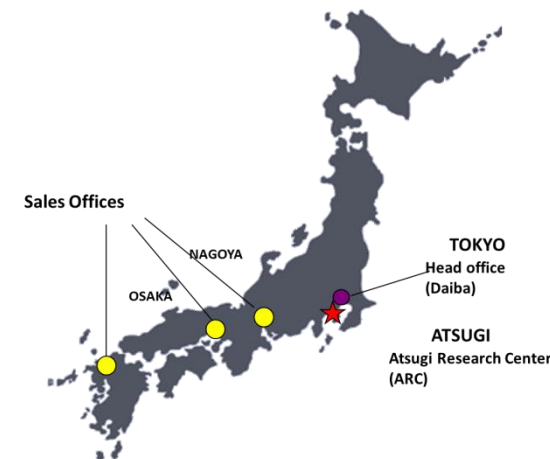 Sales Offices
NAGOYA
OSAKA
TOKYO
Head office
(Daiba)
ATSUGI
Atsugi Research Center
(ARC)